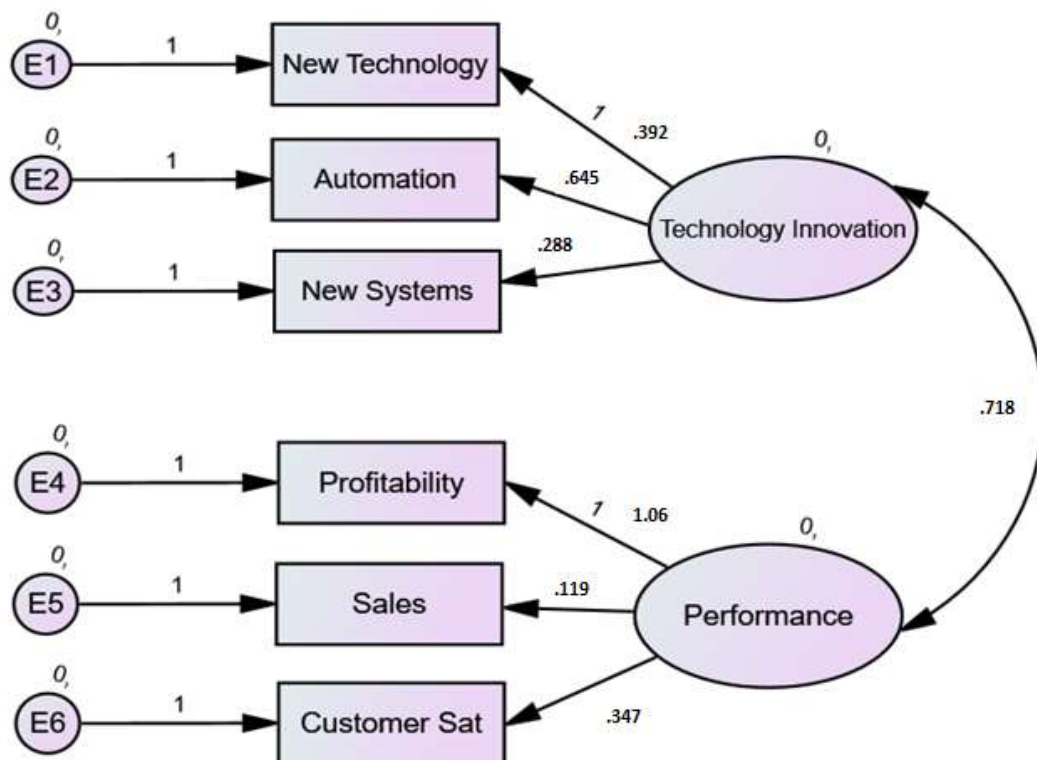 0,
E1
1
New Technology
1
.392
0,
E2
1
Automation
.645
0,
Technology Innovation
0,
E3
1
New Systems
.288
.718
0,
E4
1
Profitability
1
1.06
0,
E5
1
Sales
.119
0,
Performance
0,
E6
1
Customer Sat
.347